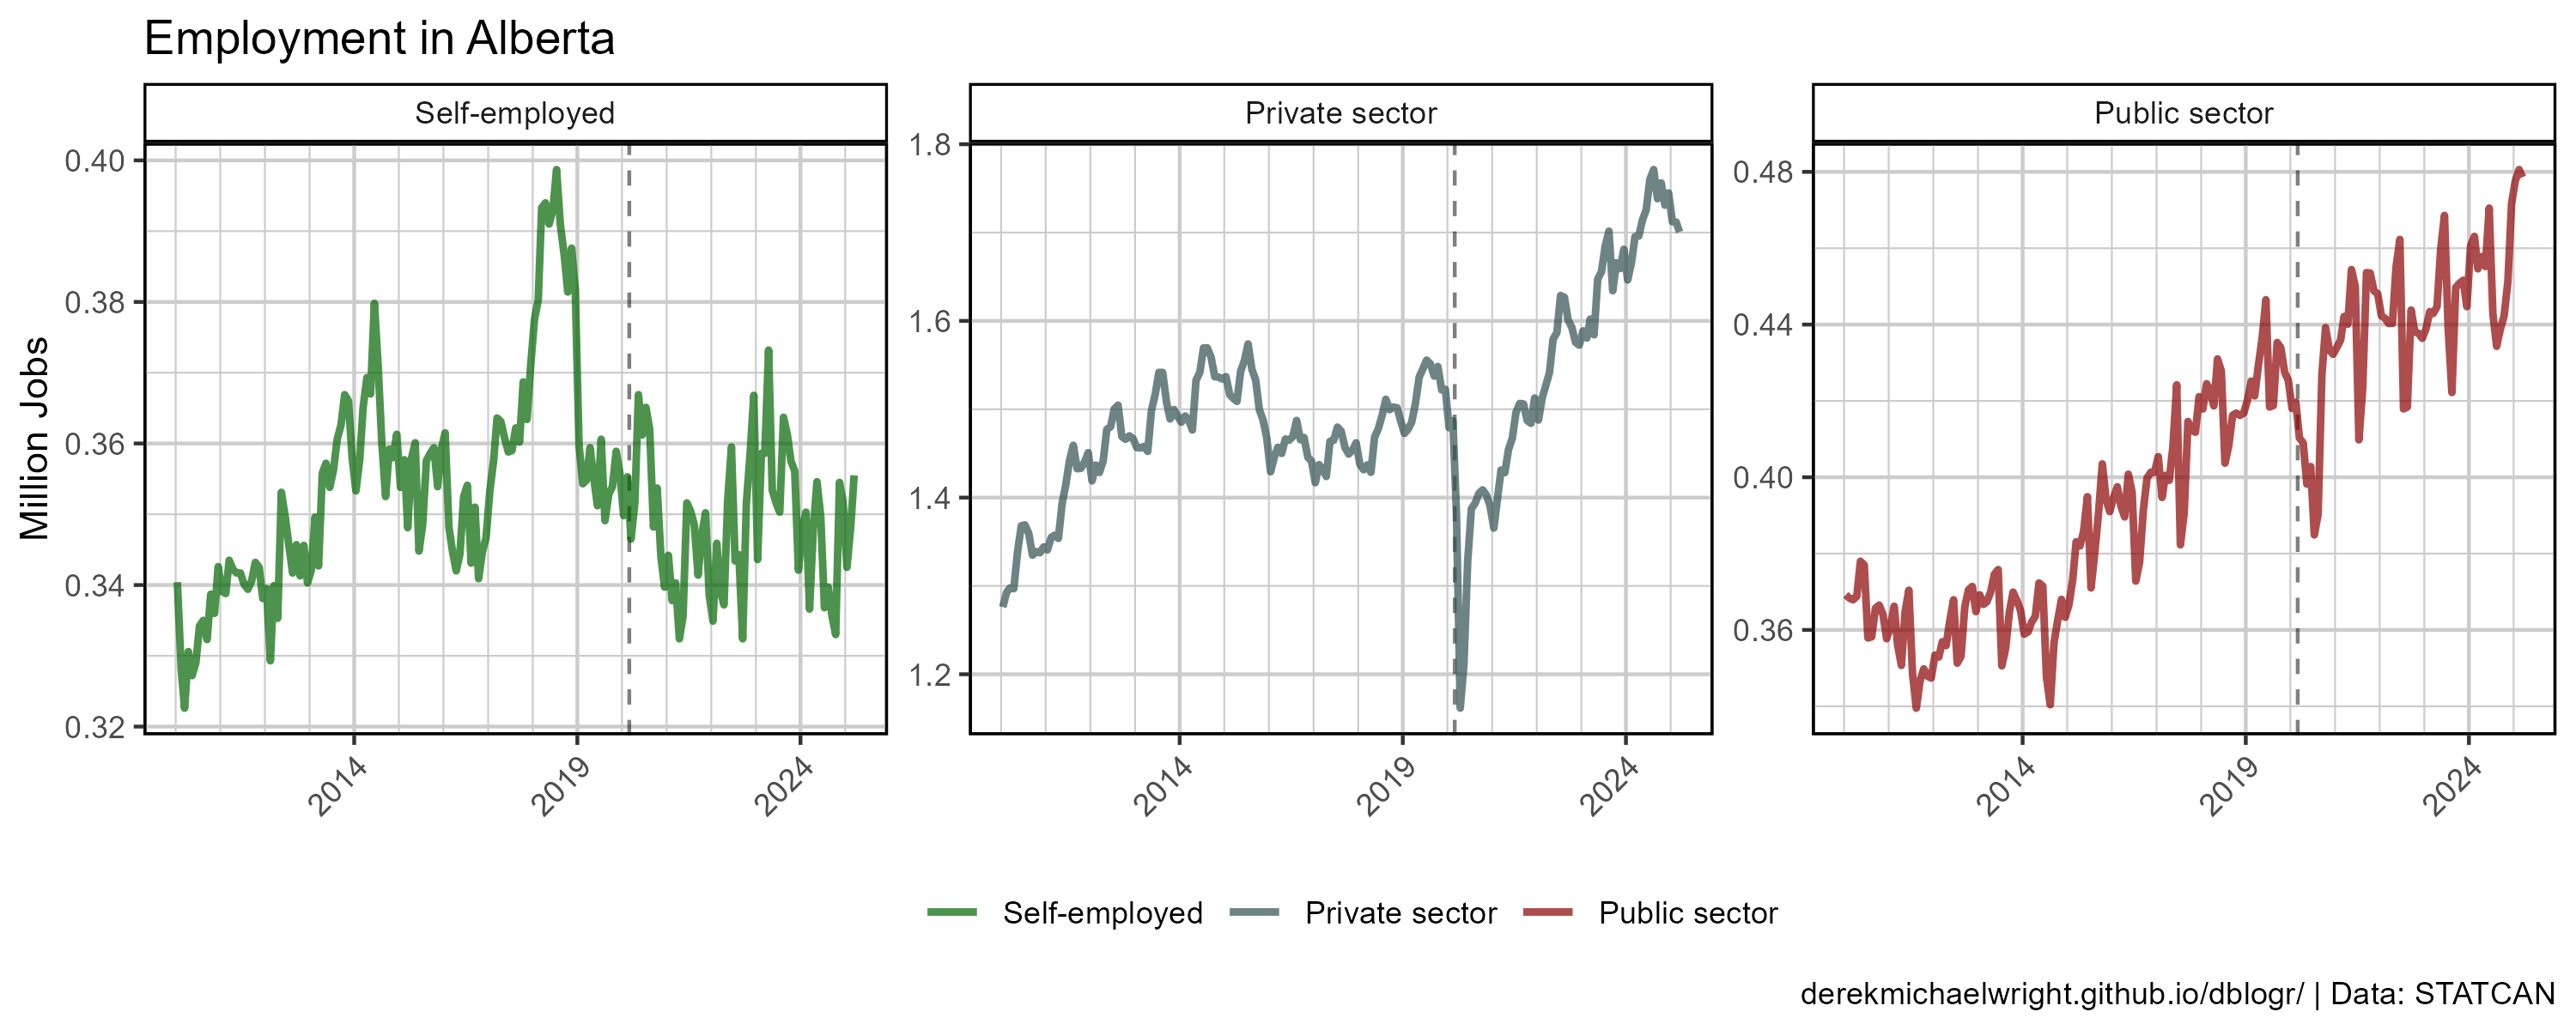 Employment in Alberta
Self-employed
Private sector
Public sector
Million Jobs
0.40
0.38
0.36
0.34
0.32
1.8
1.6
1.4
1.2
0.48
0.44
0.40
0.36
2014
2019
2024
2014
2019
2024
2014
2019
2024
Self-employed
Private sector
Public sector
derekmichaelwright.github.io/dblogr/ | Data: STATCAN